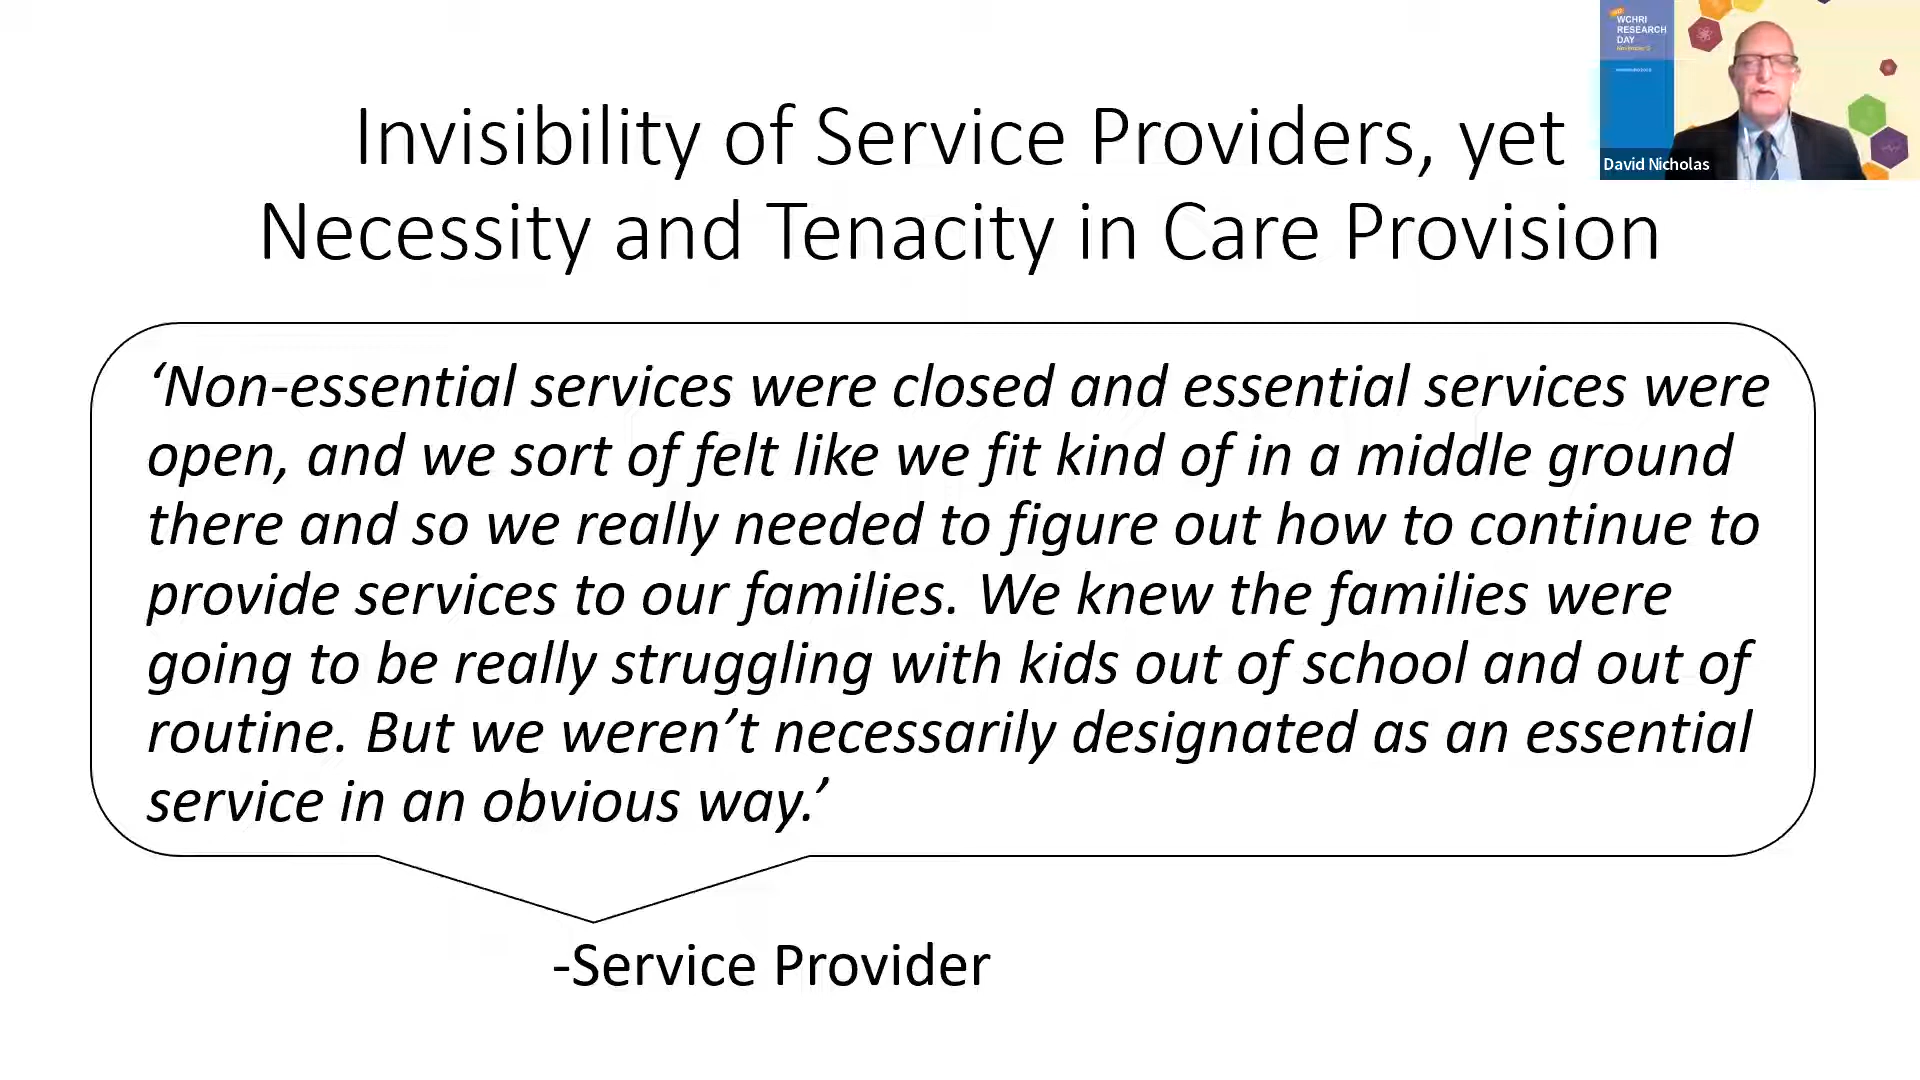 WCHRI
RESEARCH
DAY
David Nicholas
Invisibility of Service Providers, yet
Necessity and Tenacity in Care Provision
‘Non-essential services were closed and essential services were
open, and we sort of felt like we fit kind of in a middle ground
there and so we really needed to figure out how to continue to
provide services to our families. We knew the families were
going to be really struggling with kids out of school and out of
routine. But we weren’t necessarily designated as an essential
service in an obvious way.’
-Service Provider